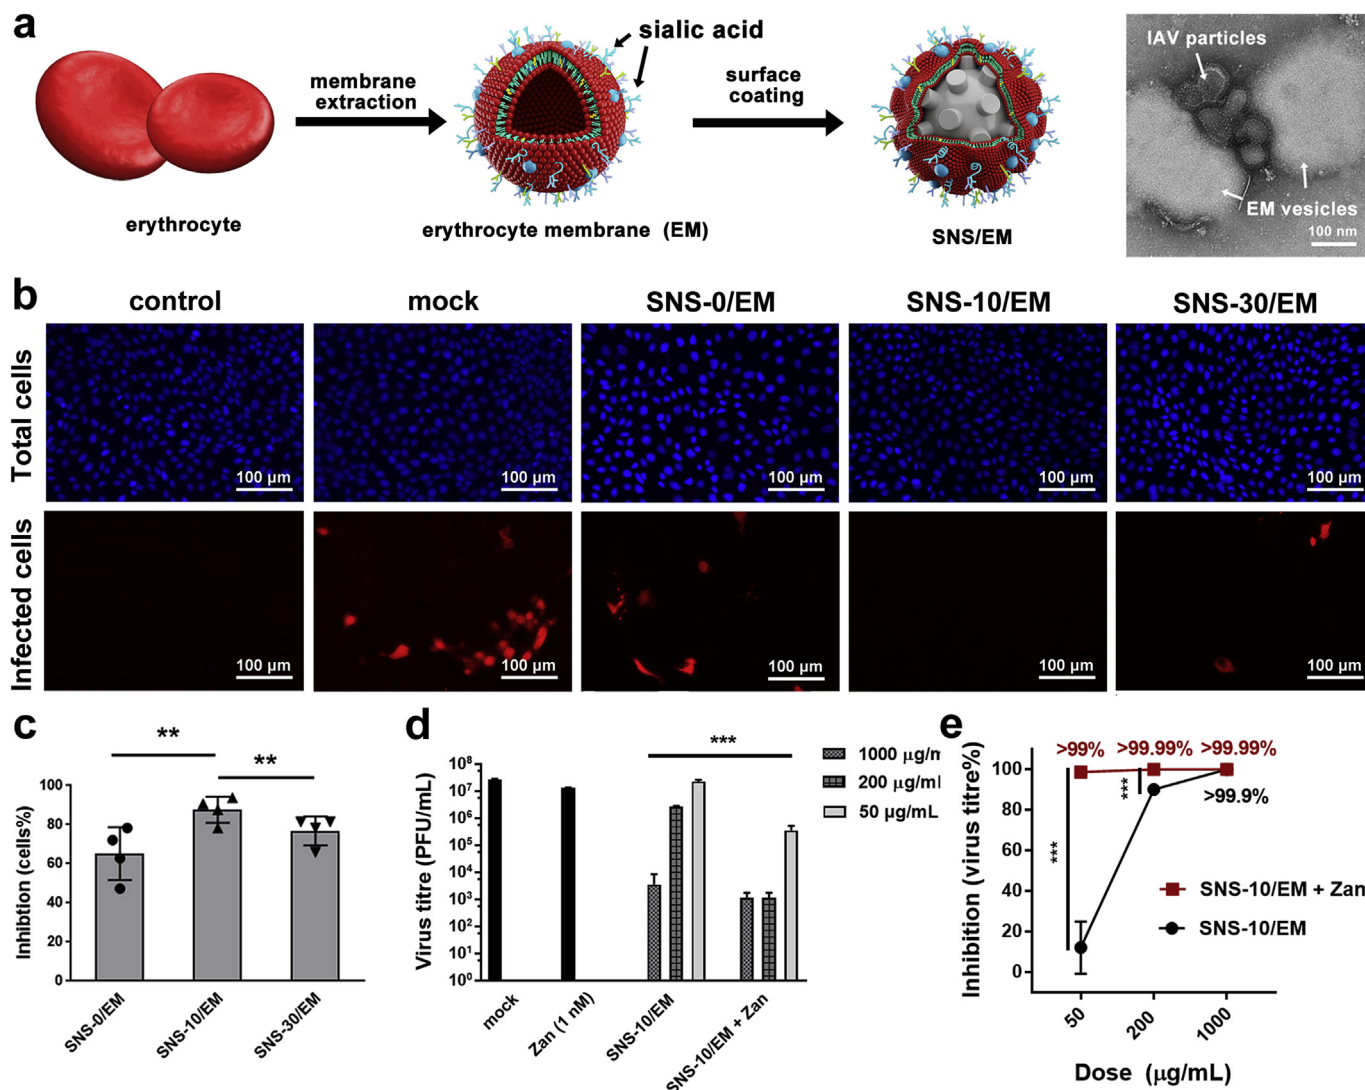 a
sialic acid
membrane
extraction
surface
coating
erythrocyte
erythrocyte membrane (EM)
SNS/EM
IAV particles
EM vesicles
100 nm
b
control
mock
SNS-0/EM
SNS-10/EM
SNS-30/EM
Total cells
100 µm
100 µm
100 µm
100 µm
100 µm
Infected cells
100 µm
100 µm
100 µm
100 µm
100 µm
c
Inhibtion (cells%)
100
80
60
40
20
0
**
**
SNS-0/EM
SNS-10/EM
SNS-30/EM
d
Virus titre (PFU/mL)
10⁸
10⁷
10⁶
10⁵
10⁴
10³
10²
10¹
10⁰
***
1000 µg/m
200 µg/ml
50 µg/mL
mock
Zan (1 nM)
SNS-10/EM
SNS-10/EM + Zan
e
Inhibition (virus titre%)
100
80
60
40
20
0
>99%
>99.99%
>99.99%
>99.9%
***
***
SNS-10/EM + Zan
SNS-10/EM
50
200
1000
Dose (µg/mL)